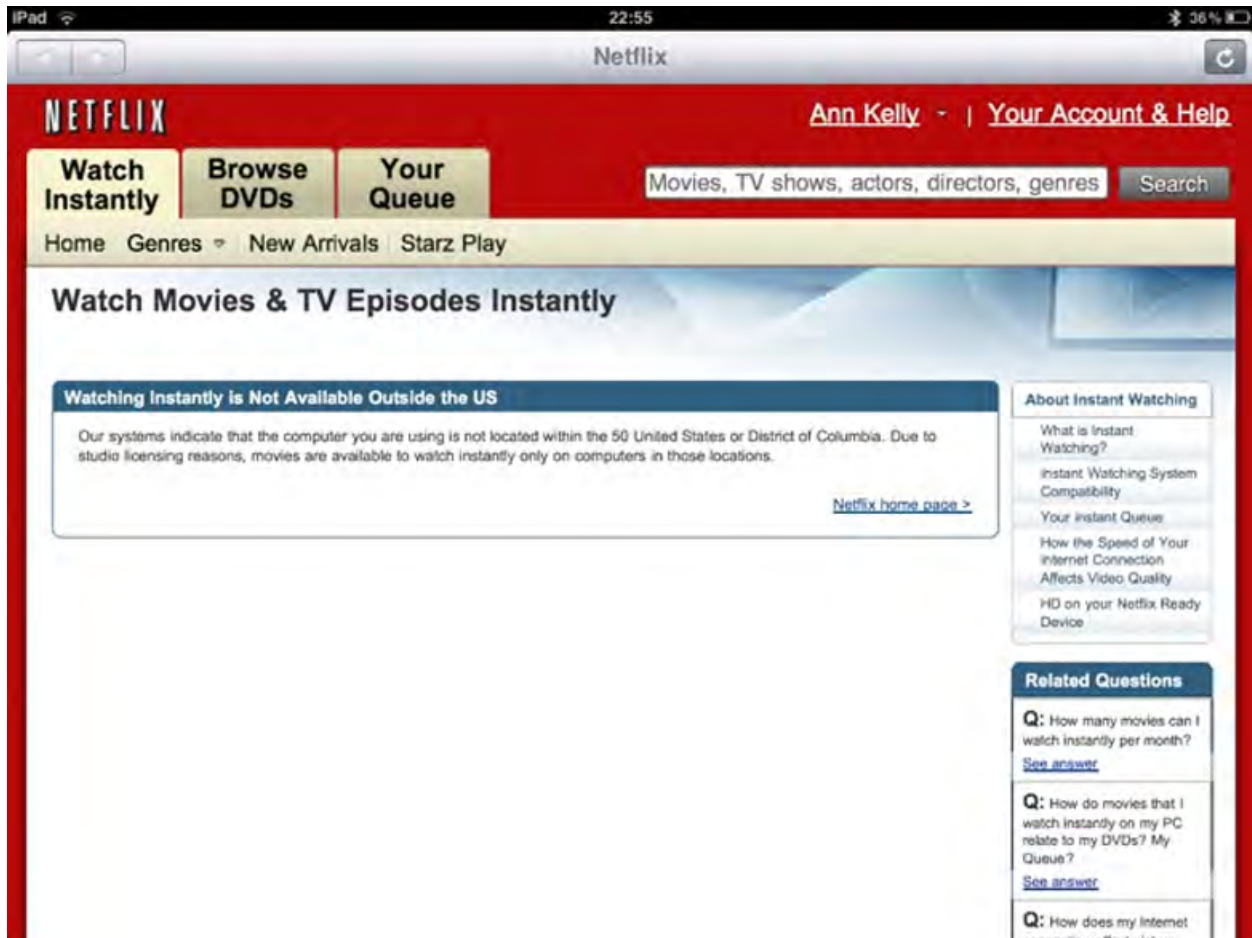 iPad 22:55 36%
Netflix
NETFLIX
Ann Kelly | Your Account & Help
Watch Instantly
Browse DVDs
Your Queue
Movies, TV shows, actors, directors, genres Search
Home Genres New Arrivals Starz Play
Watch Movies & TV Episodes Instantly
Watching Instantly is Not Available Outside the US
Our systems indicate that the computer you are using is not located within the 50 United States or District of Columbia. Due to
studio licensing reasons, movies are available to watch instantly only on computers in those locations.
Netflix home page >
About Instant Watching
What is Instant
Watching?
Instant Watching System
Compatibility
Your Instant Queue
How the Speed of Your
Internet Connection
Affects Video Quality
HD on your Netflix Ready
Device
Related Questions
Q: How many movies can I
watch instantly per month?
See answer
Q: How do movies that I
watch instantly on my PC
relate to my DVDs? My
Queue?
See answer
Q: How does my Internet